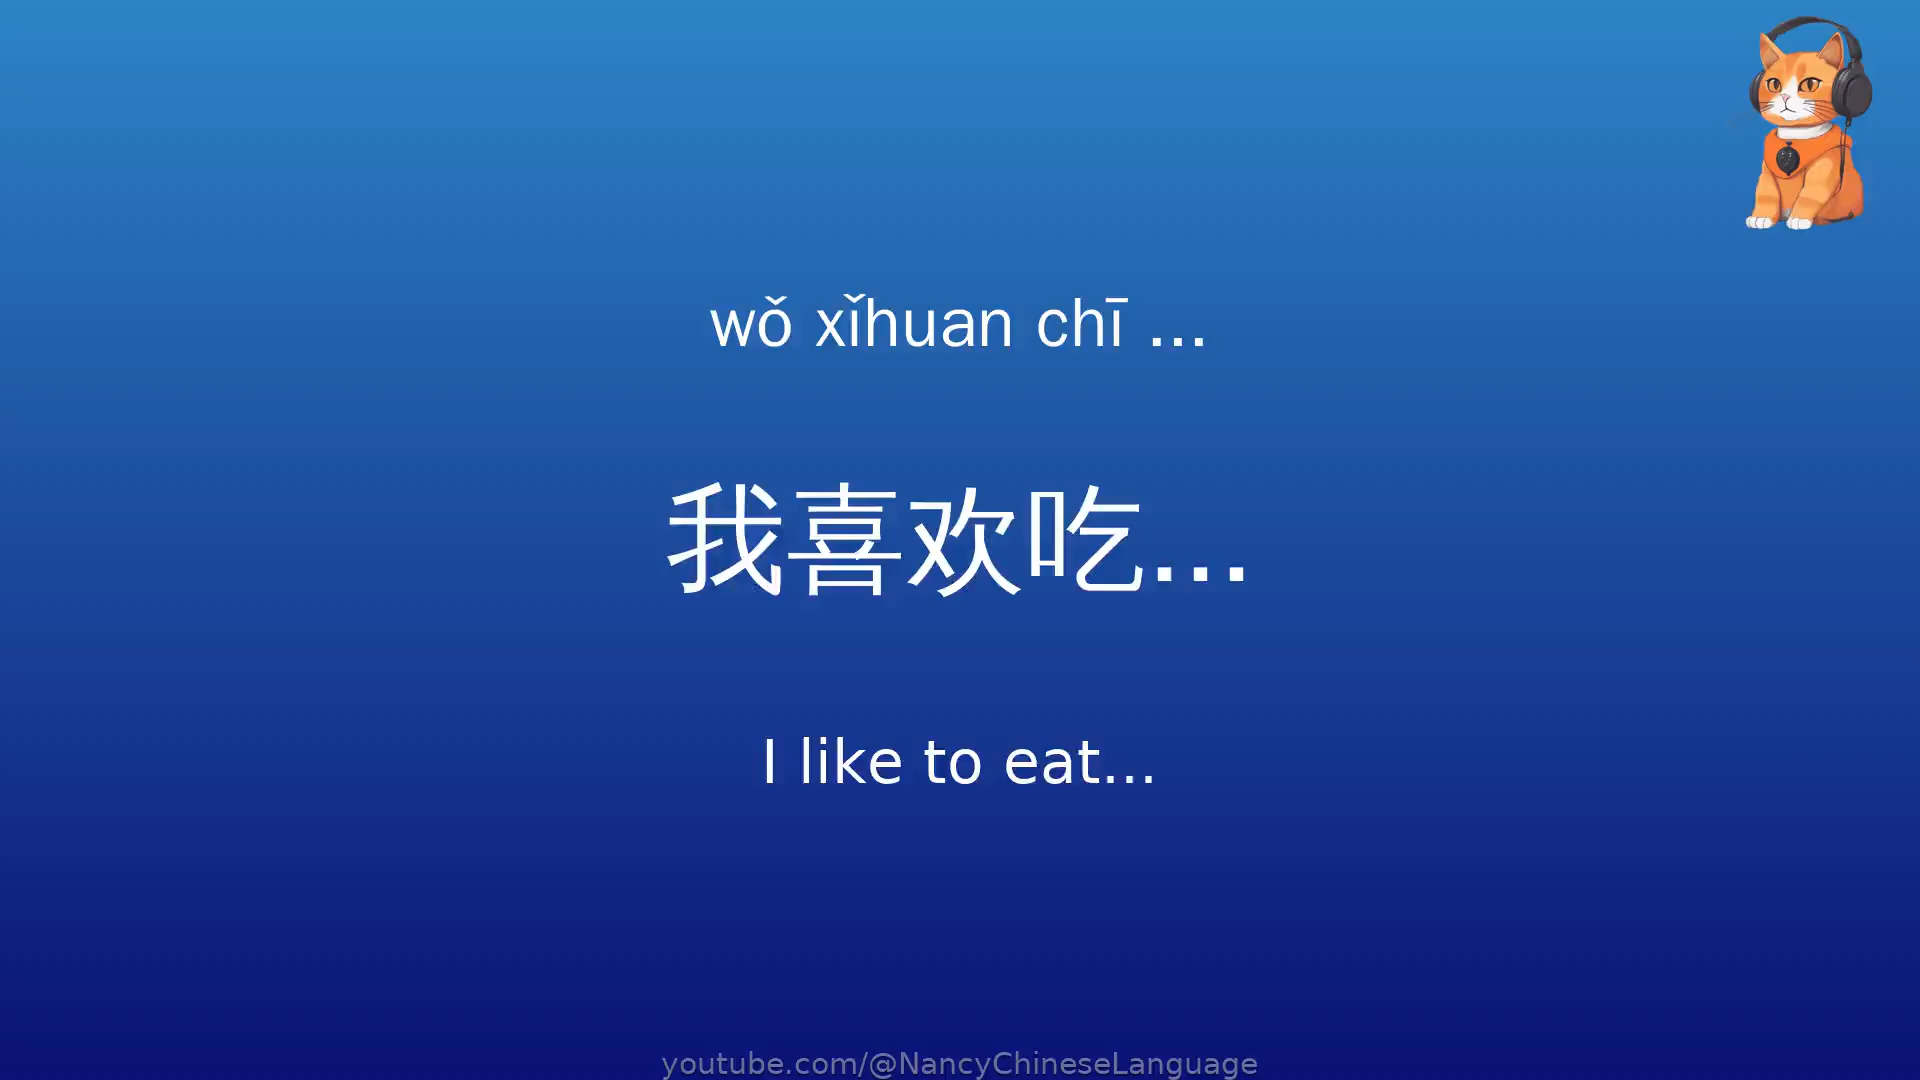 wǒ xǐhuan chī ...
我喜欢吃...
I like to eat...
youtube.com/@NancyChineseLanguage